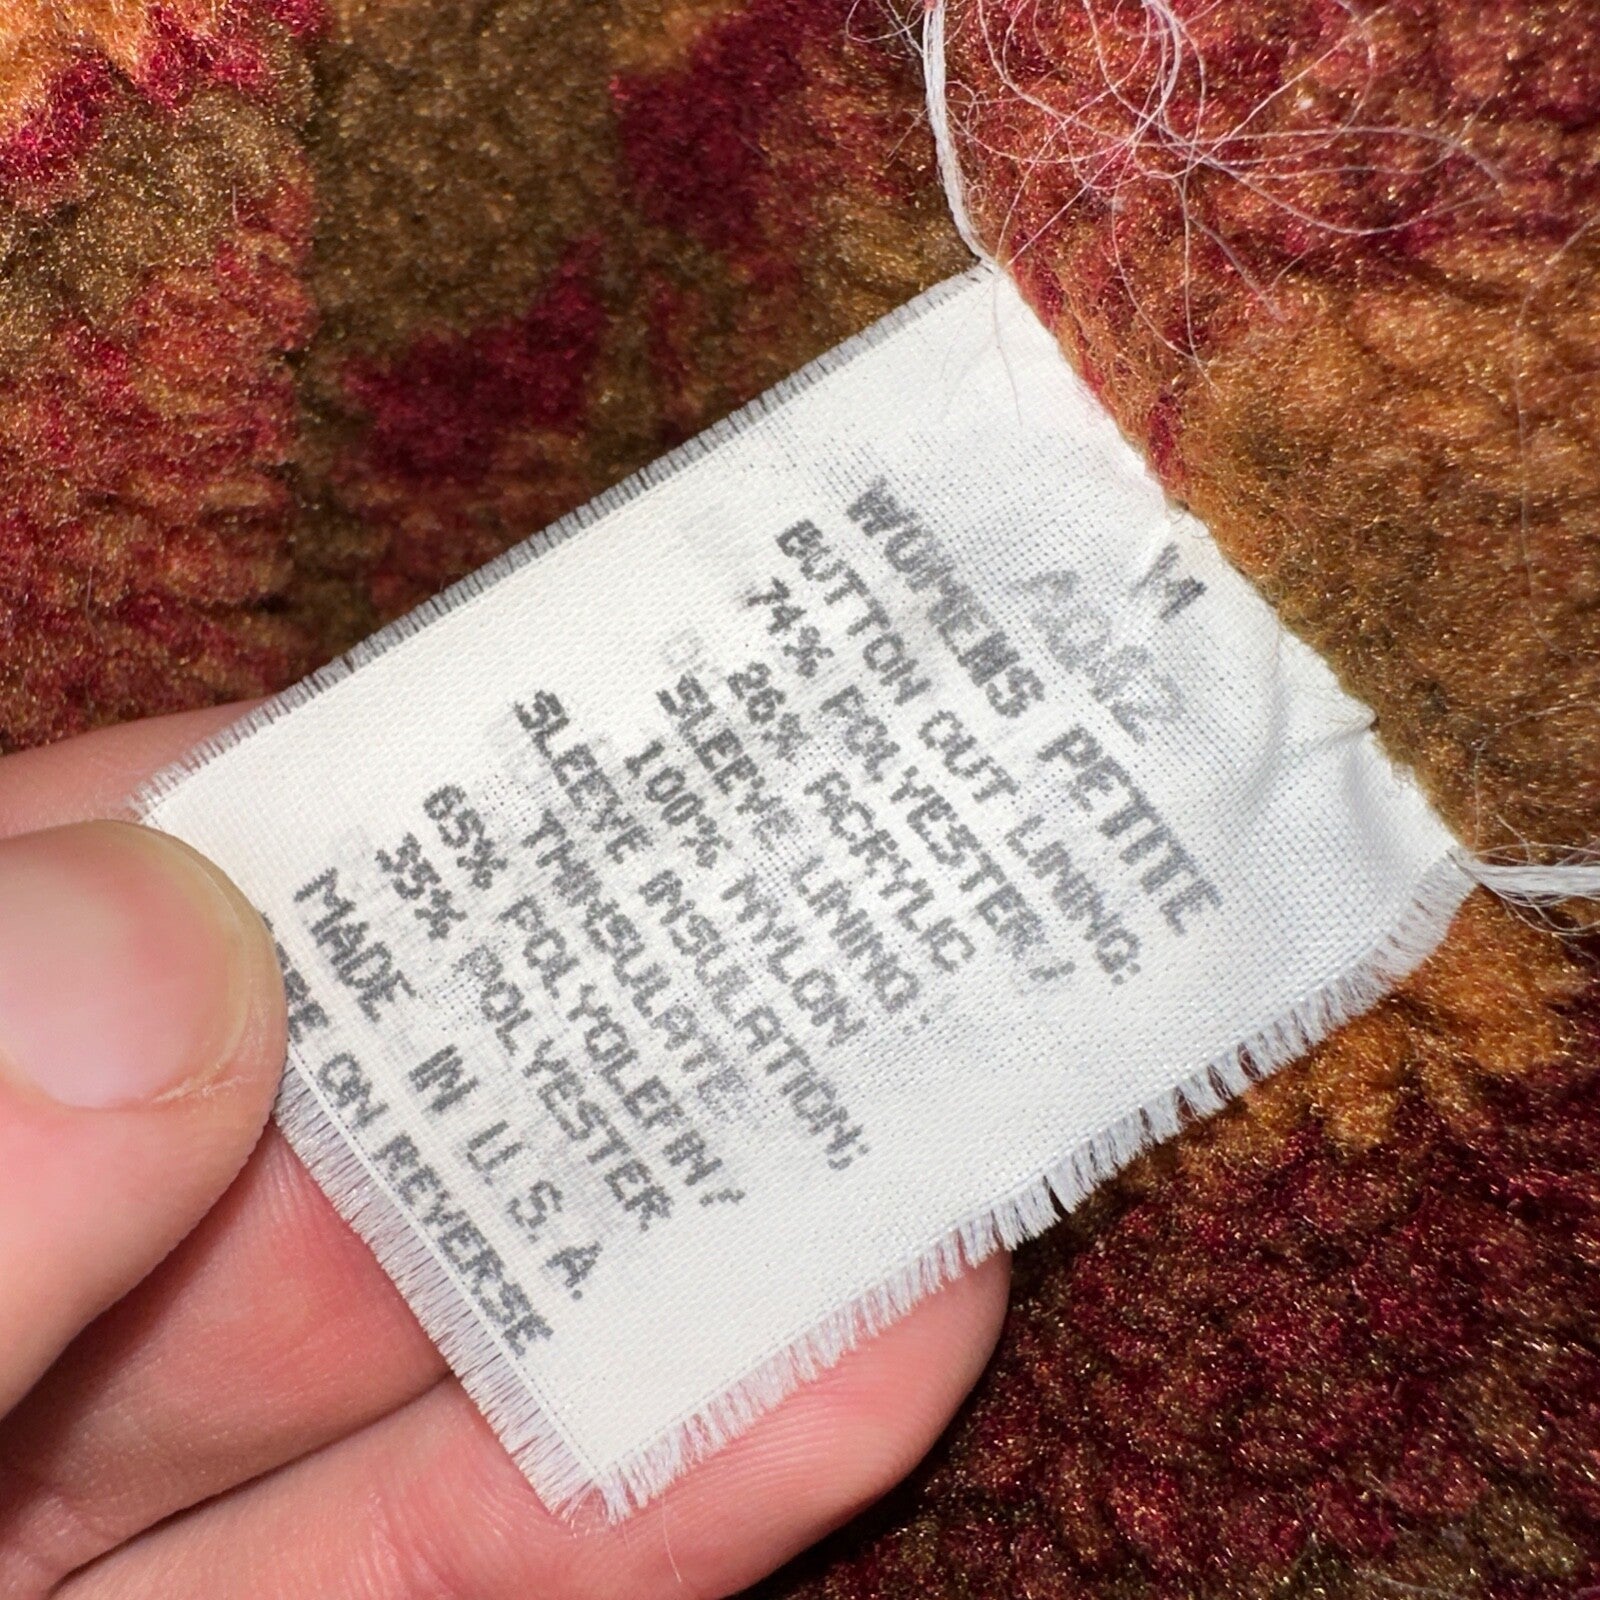 M
WOMENS PETITE
BUTTON OUT LINING:
74% POLYESTER,
26% ACRYLIC
SLEEVE LINING:
100% NYLON
SLEEVE INSULATION:
THINSULATE
65% POLYOLEFIN,
35% POLYESTER
MADE IN U.S.A.
ON REVERSE